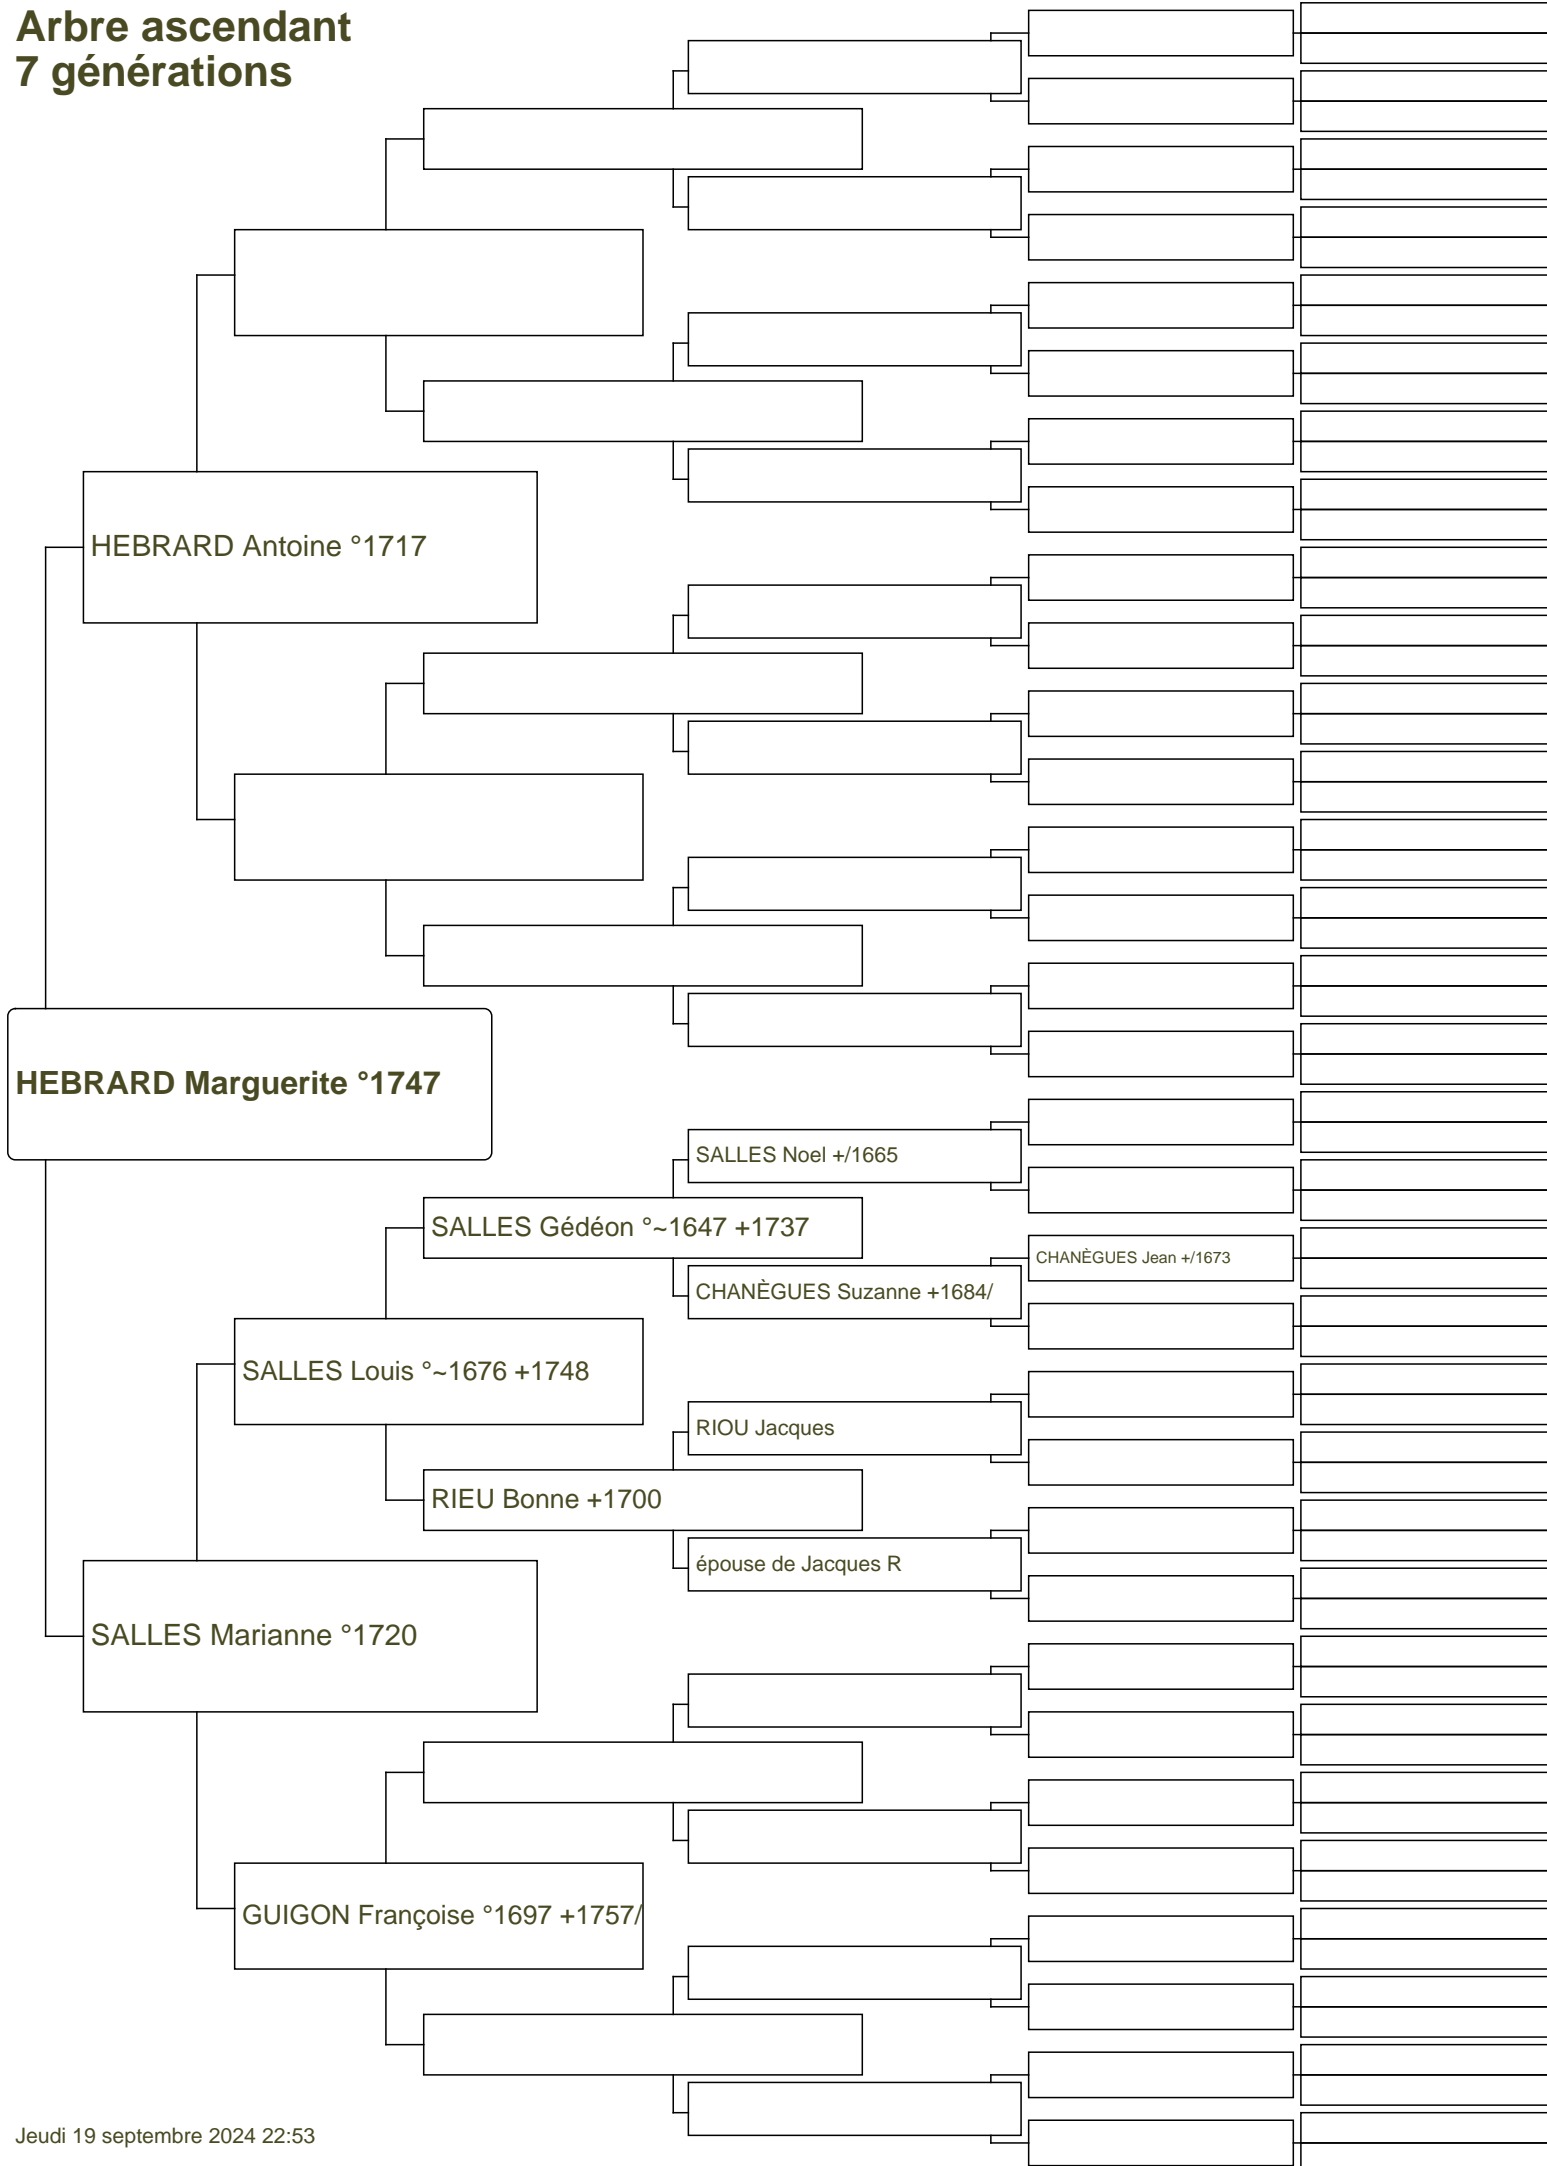 Arbre ascendant
7 générations
HEBRARD Antoine °1717
HEBRARD Marguerite °1747
SALLES Noel +/1665
SALLES Gédéon °~1647 +1737
CHANÈGUES Jean +/1673
CHANÈGUES Suzanne +1684/
SALLES Louis °~1676 +1748
RIOU Jacques
RIEU Bonne +1700
épouse de Jacques R
SALLES Marianne °1720
GUIGON Françoise °1697 +1757/
Jeudi 19 septembre 2024 22:53